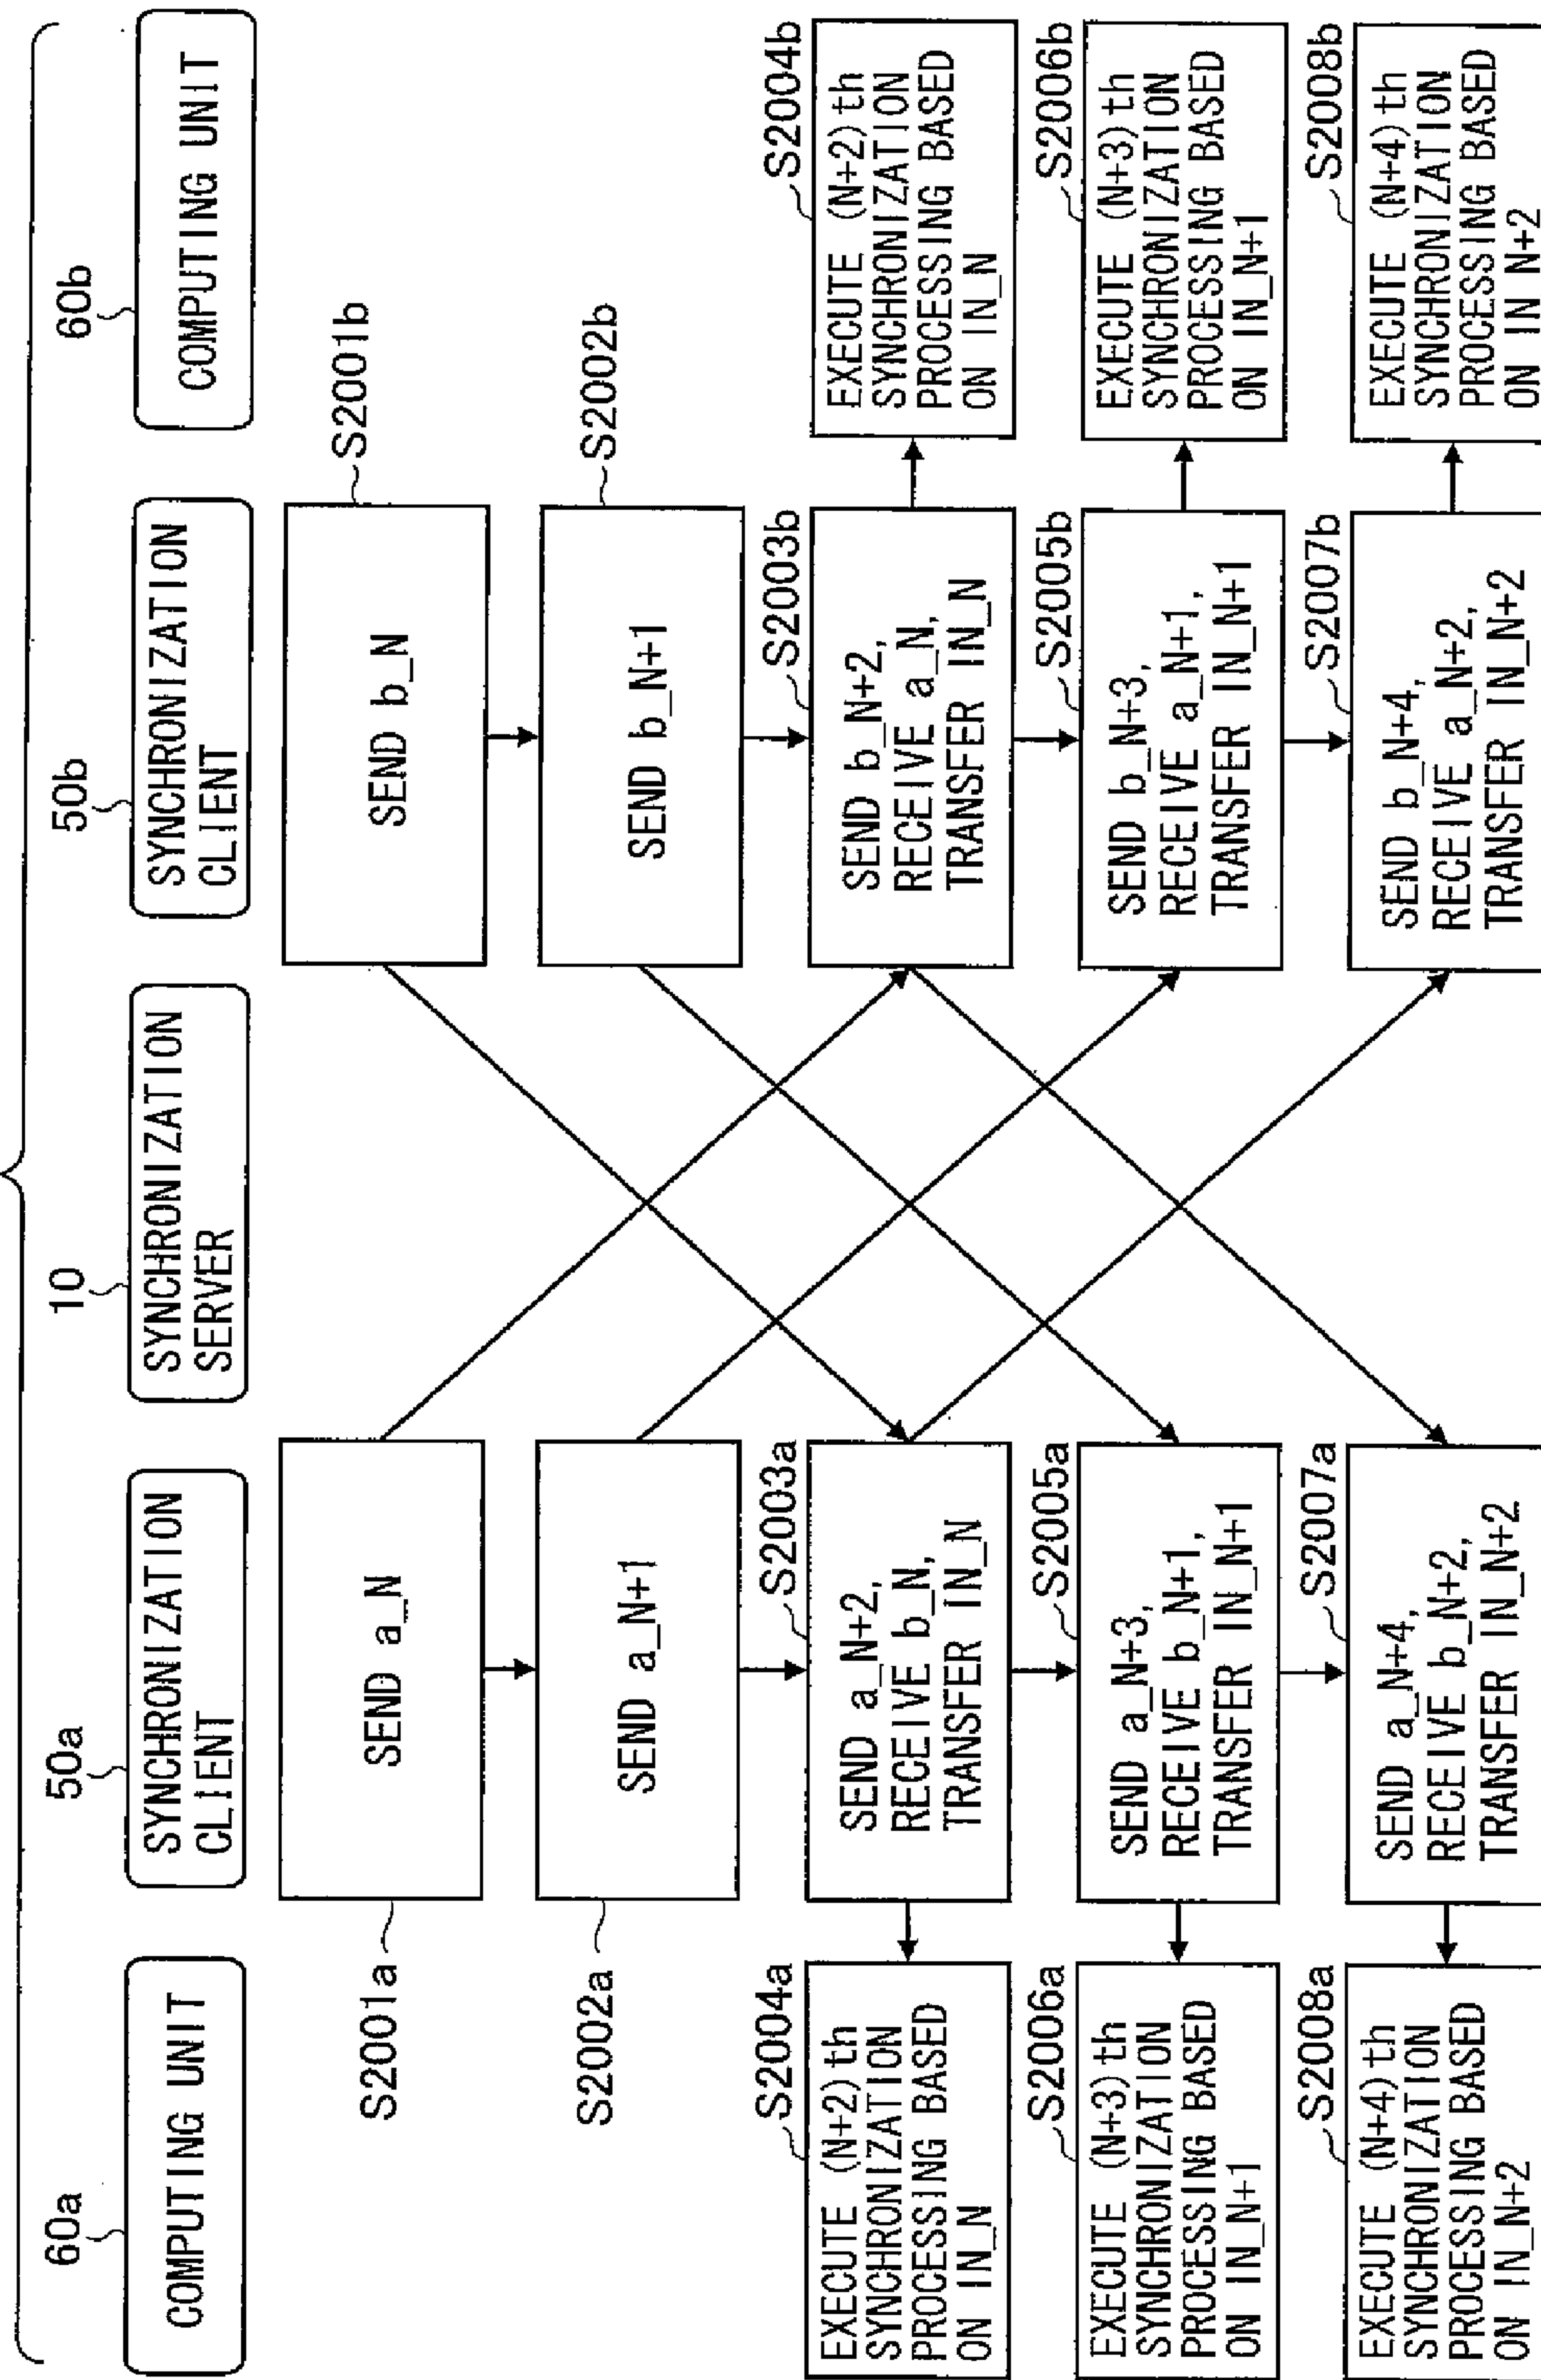 60a
COMPUTING UNIT
50a
SYNCHRONIZATION
CLIENT
10
SYNCHRONIZATION
SERVER
50b
SYNCHRONIZATION
CLIENT
60b
COMPUTING UNIT
S2001a
SEND a_N
SEND b_N
S2001b
S2002a
SEND a_N+1
SEND b_N+1
S2002b
S2004a
EXECUTE (N+2)th
SYNCHRONIZATION
PROCESSING BASED
ON IN_N
S2003a
SEND a_N+2,
RECEIVE b_N,
TRANSFER IN_N
S2003b
SEND b_N+2,
RECEIVE a_N,
TRANSFER IN_N
S2004b
EXECUTE (N+2)th
SYNCHRONIZATION
PROCESSING BASED
ON IN_N
S2006a
EXECUTE (N+3)th
SYNCHRONIZATION
PROCESSING BASED
ON IN_N+1
S2005a
SEND a_N+3,
RECEIVE b_N+1,
TRANSFER IN_N+1
S2005b
SEND b_N+3,
RECEIVE a_N+1,
TRANSFER IN_N+1
S2006b
EXECUTE (N+3)th
SYNCHRONIZATION
PROCESSING BASED
ON IN_N+1
S2008a
EXECUTE (N+4)th
SYNCHRONIZATION
PROCESSING BASED
ON IN_N+2
S2007a
SEND a_N+4,
RECEIVE b_N+2,
TRANSFER IN_N+2
S2007b
SEND b_N+4,
RECEIVE a_N+2,
TRANSFER IN_N+2
S2008b
EXECUTE (N+4)th
SYNCHRONIZATION
PROCESSING BASED
ON IN N+2